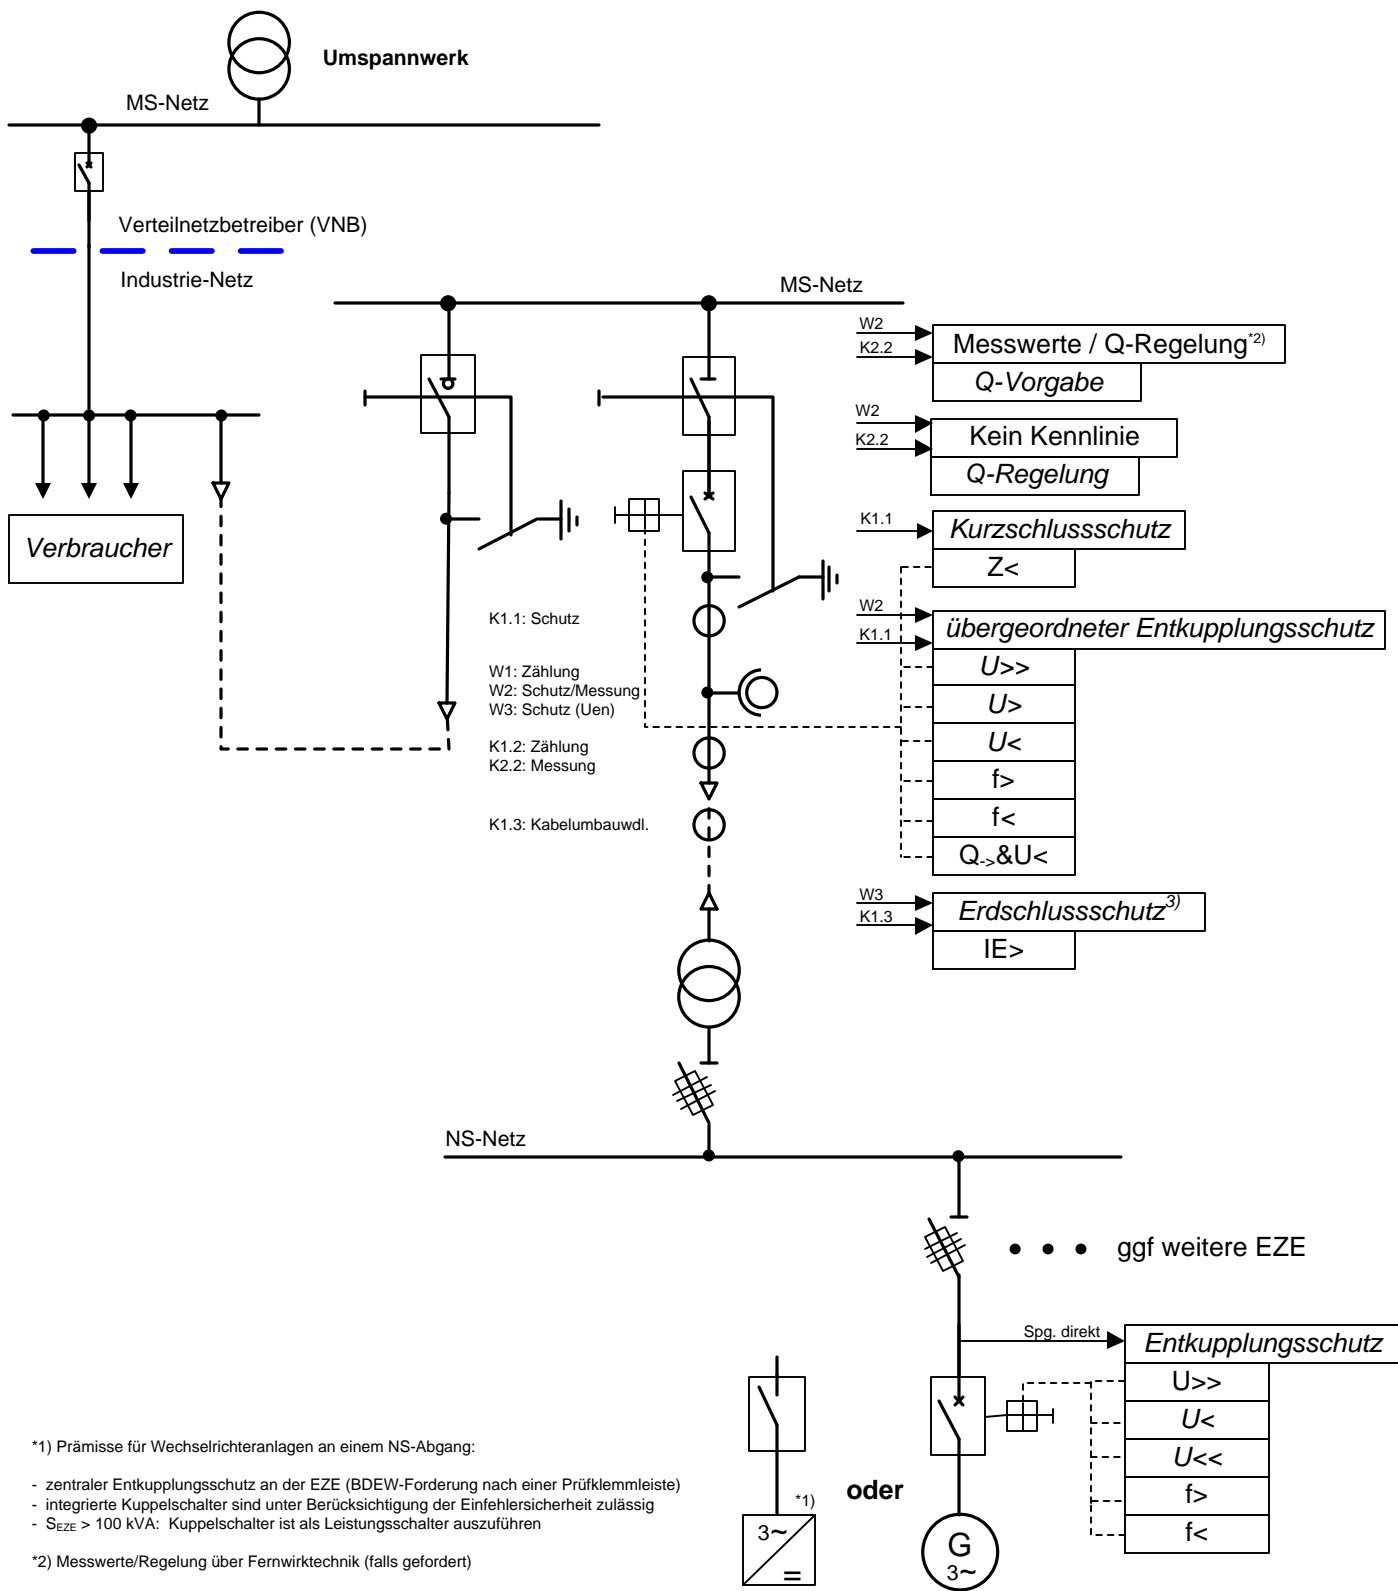 Umspannwerk
MS-Netz
Verteilnetzbetreiber (VNB)
Industrie-Netz
MS-Netz
Verbraucher
W2
K2.2
Messwerte / Q-Regelung*2)
Q-Vorgabe
W2
K2.2
Kein Kennlinie
Q-Regelung
K1.1
Kurzschlussschutz
Z<
W2
K1.1
übergeordneter Entkupplungsschutz
U>>
U>
U<
f>
f<
Q->&U<
W3
K1.3
Erdschlussschutz3)
IE>
K1.1: Schutz
W1: Zählung
W2: Schutz/Messung
W3: Schutz (Uen)
K1.2: Zählung
K2.2: Messung
K1.3: Kabelumbauwdl.
NS-Netz
ggf weitere EZE
Spg. direkt
Entkupplungsschutz
U>>
U<
U<<
f>
f<
*1)
oder
3~
=
G
3~
*1) Prämisse für Wechselrichteranlagen an einem NS-Abgang:
- zentraler Entkupplungsschutz an der EZE (BDEW-Forderung nach einer Prüfklemmleiste)
- integrierte Kuppelschalter sind unter Berücksichtigung der Einfehlersicherheit zulässig
- SEZE > 100 kVA: Kuppelschalter ist als Leistungsschalter auszuführen
*2) Messwerte/Regelung über Fernwirktechnik (falls gefordert)